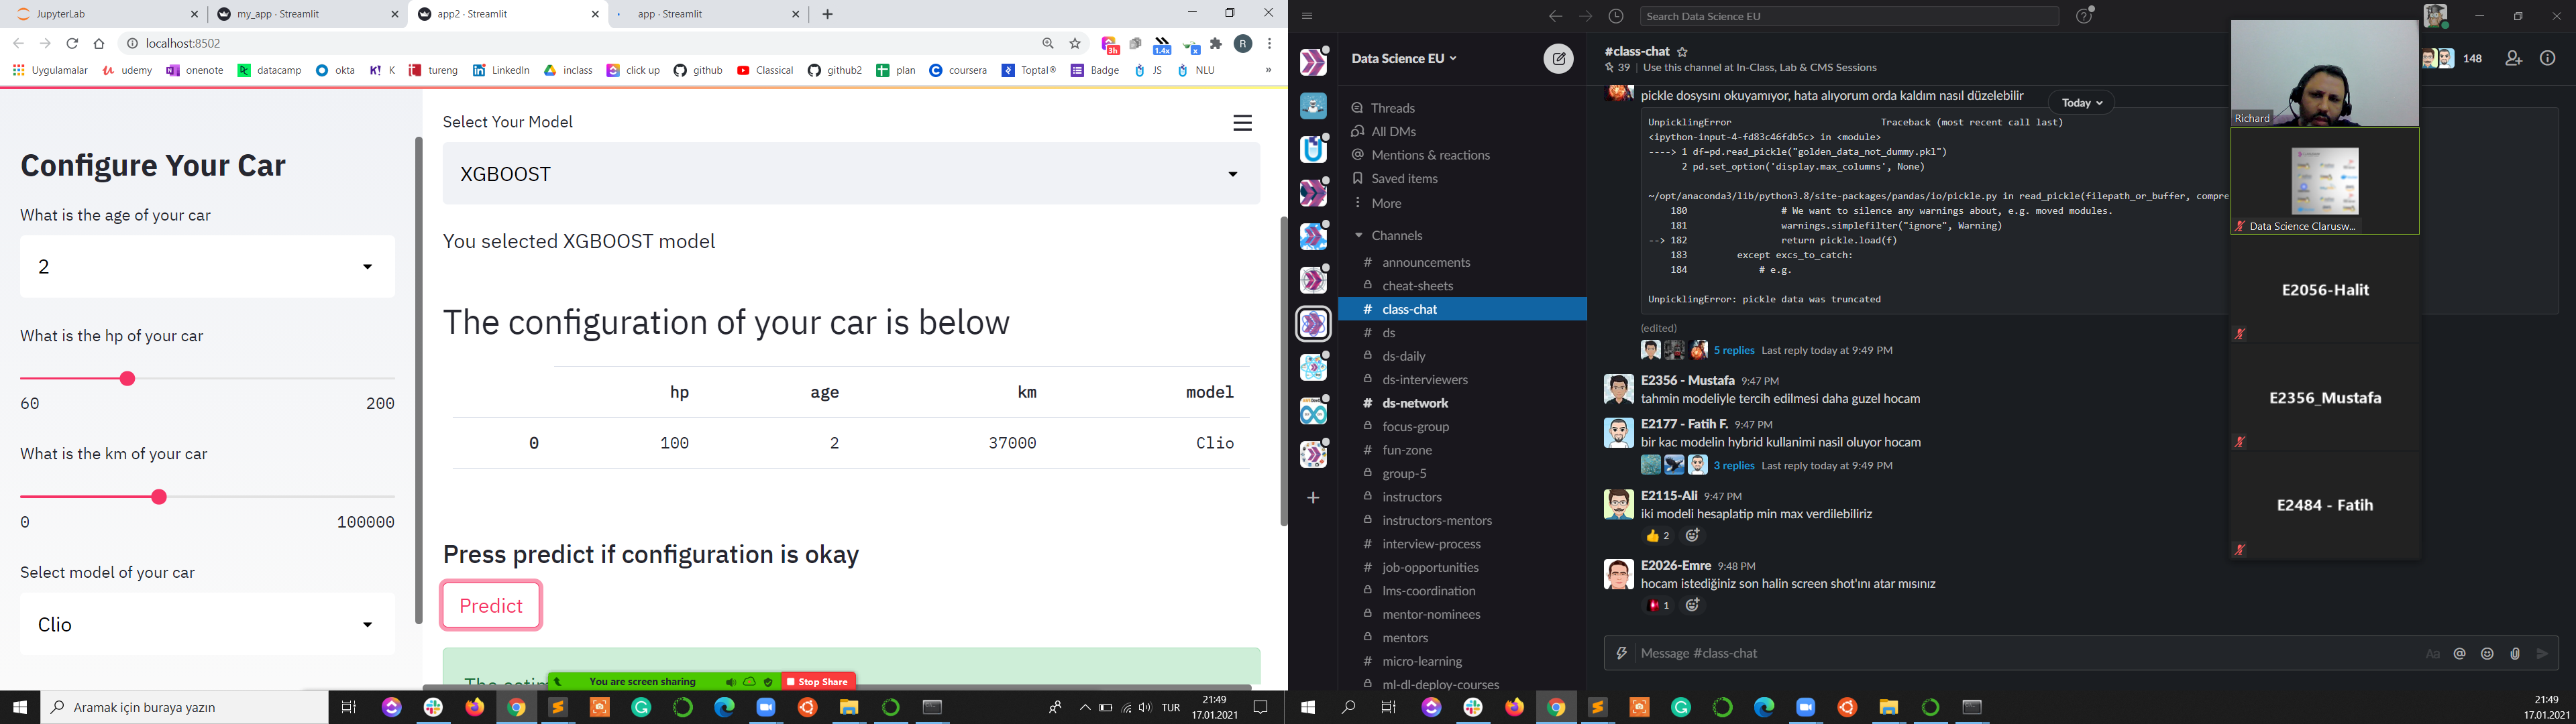 JupyterLab
my_app · Streamlit
app2 · Streamlit
app · Streamlit
localhost:8502
3h
1.4x
x
R
Uygulamalar
udemy
onenote
datacamp
okta
K
tureng
LinkedIn
inclass
click up
github
Classical
github2
plan
coursera
Toptal®
Badge
JS
NLU
»
Configure Your Car
What is the age of your car
2
What is the hp of your car
60 200
What is the km of your car
0 100000
Select model of your car
Clio
Select Your Model
XGBOOST
You selected XGBOOST model
The configuration of your car is below
hp age km model
0 100 2 37000 Clio
Press predict if configuration is okay
Predict
You are screen sharing
Stop Share
Aramak için buraya yazın
TUR
21:49
17.01.2021
Search Data Science EU
Data Science EU
Threads
All DMs
Mentions & reactions
Saved items
More
Channels
# announcements
cheat-sheets
# class-chat
# ds
ds-daily
ds-interviewers
# ds-network
focus-group
# fun-zone
group-5
instructors
instructors-mentors
# interview-process
# job-opportunities
lms-coordination
mentor-nominees
mentors
# micro-learning
ml-dl-deploy-courses
#class-chat
39 | Use this channel at In-Class, Lab & CMS Sessions
148
Today
pickle dosysını okuyamıyor, hata alıyorum orda kaldım nasıl düzelebilir
UnpicklingError Traceback (most recent call last)
<ipython-input-4-fd83c46fdb5c> in <module>
----> 1 df=pd.read_pickle("golden_data_not_dummy.pkl")
2 pd.set_option('display.max_columns', None)
~/opt/anaconda3/lib/python3.8/site-packages/pandas/io/pickle.py in read_pickle(filepath_or_buffer, compre
180 # We want to silence any warnings about, e.g. moved modules.
181 warnings.simplefilter("ignore", Warning)
--> 182 return pickle.load(f)
183 except excs_to_catch:
184 # e.g.
UnpicklingError: pickle data was truncated
(edited)
5 replies Last reply today at 9:49 PM
E2356 - Mustafa 9:47 PM
tahmin modeliyle tercih edilmesi daha guzel hocam
E2177 - Fatih F. 9:47 PM
bir kac modelin hybrid kullanimi nasil oluyor hocam
3 replies Last reply today at 9:49 PM
E2115-Ali 9:47 PM
iki modeli hesaplatip min max verdilebiliriz
2
E2026-Emre 9:48 PM
hocam istediğiniz son halin screen shot'ını atar mısınız
1
Message #class-chat
Aa
Richard
Data Science Clarusw...
E2056-Halit
E2356_Mustafa
E2484 - Fatih
21:49
17.01.2021